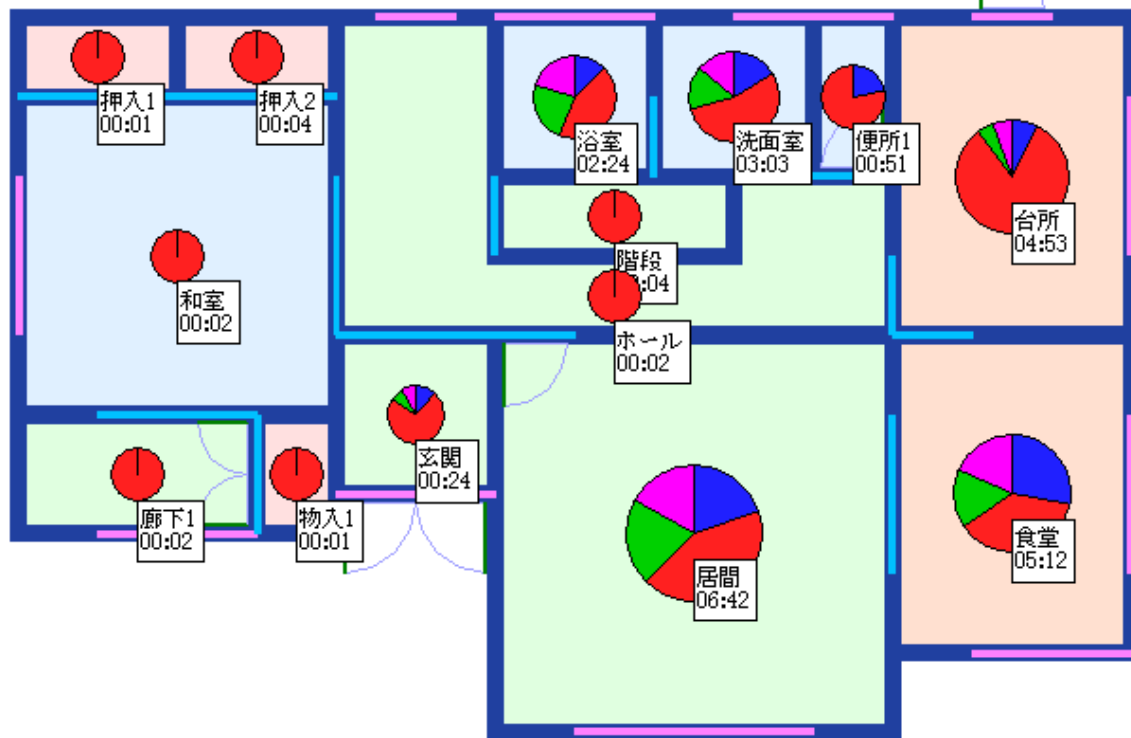 押入1
00:01
押入2
00:04
浴室
02:24
洗面室
03:03
便所1
00:51
台所
04:53
階段
:04
和室
00:02
ホール
00:02
玄関
00:24
廊下1
00:02
物入1
00:01
居間
06:42
食堂
05:12